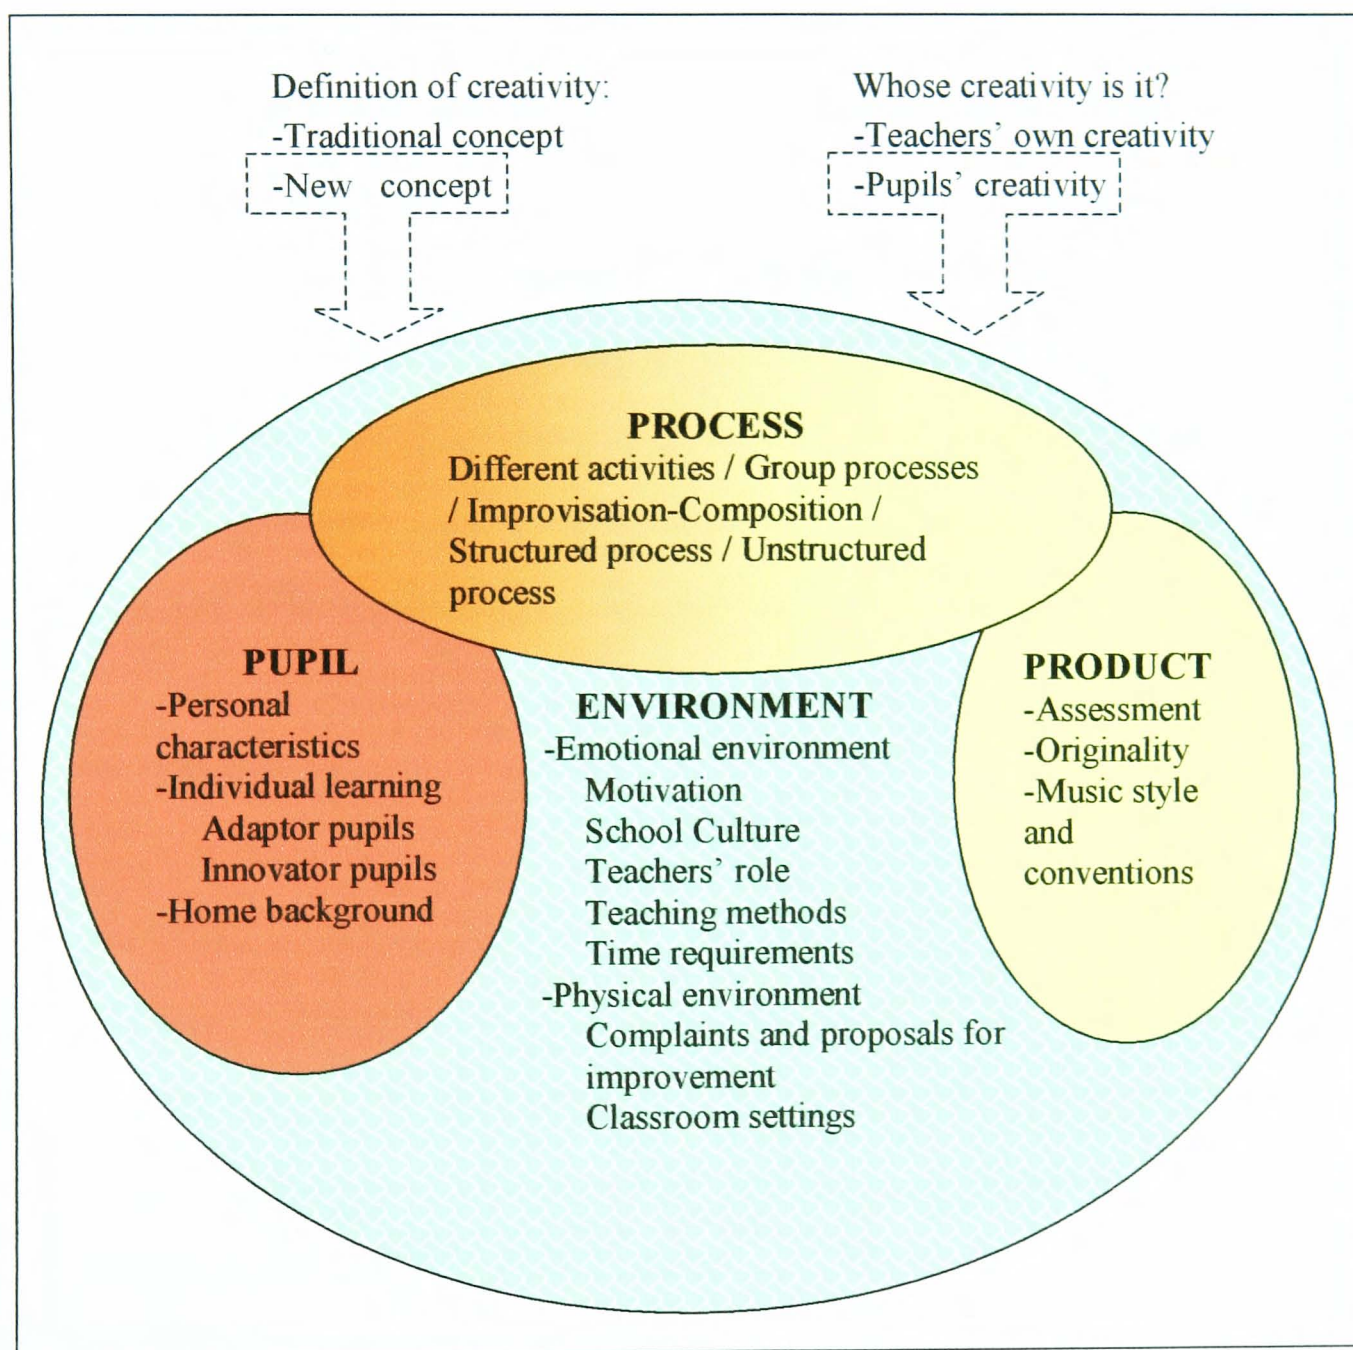 Definition of creativity:
-Traditional concept
-New concept
Whose creativity is it?
-Teachers' own creativity
-Pupils' creativity
PROCESS
Different activities / Group processes
/ Improvisation-Composition /
Structured process / Unstructured
process
PUPIL
-Personal
characteristics
-Individual learning
Adaptor pupils
Innovator pupils
-Home background
ENVIRONMENT
-Emotional environment
Motivation
School Culture
Teachers' role
Teaching methods
Time requirements
-Physical environment
Complaints and proposals for
improvement
Classroom settings
PRODUCT
-Assessment
-Originality
-Music style
and
conventions